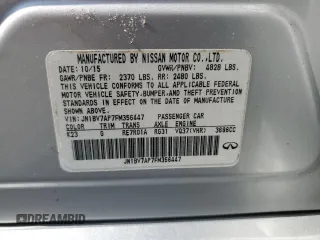 MANUFACTURED BY NISSAN MOTOR CO.,LTD.
DATE: 10/15 GVWR/PNBV: 4828 LBS.
GAWR/PNBE FR: 2370 LBS. RR: 2480 LBS.
THIS VEHICLE CONFORMS TO ALL APPLICABLE FEDERAL
MOTOR VEHICLE SAFETY, BUMPER, AND THEFT
PREVENTION STANDARDS IN EFFECT ON THE DATE OF MANUFACTURE
SHOWN ABOVE.
VIN: JN1BV7AP7FM356447 PASSENGER CAR
COLOR TRIM TRANS AXLE ENGINE
K23 G RE7R01A RG31 VQ37(VHR) 3696CC
JN1BV7AP7FM356447
INFINITI
DREAMBID